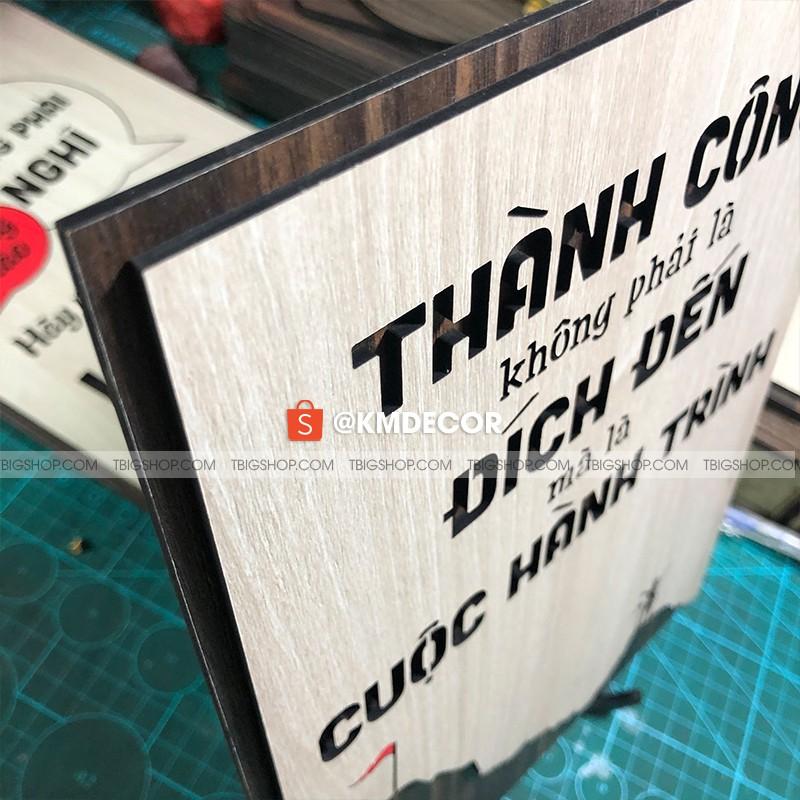 THÀNH CÔN
không phải là
ĐÍCH ĐẾN
mà là
CUỘC HÀNH TRÌNH
PHẢI
NGHĨ
Hãy
@KMDECOR
TBIGSHOP.COM TBIGSHOP.COM TBIGSHOP.COM TBIGSHOP.COM TBIGSHOP.COM TBIGSHOP.COM TBIGSHOP.COM